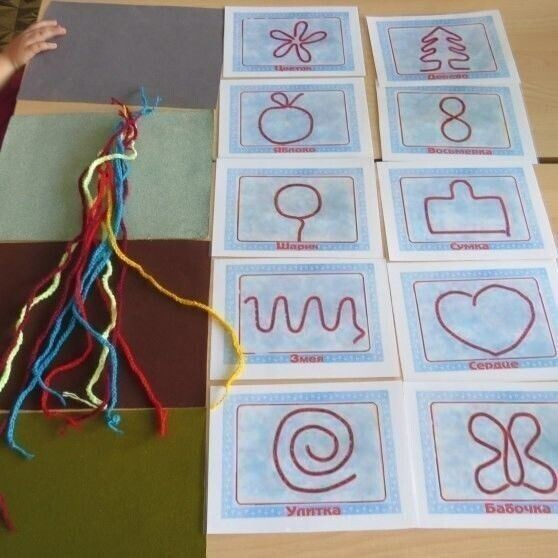 Цветок
Дерево
Яблоко
Восьмерка
Шарик
Сумка
Змея
Сердце
Улитка
Бабочка